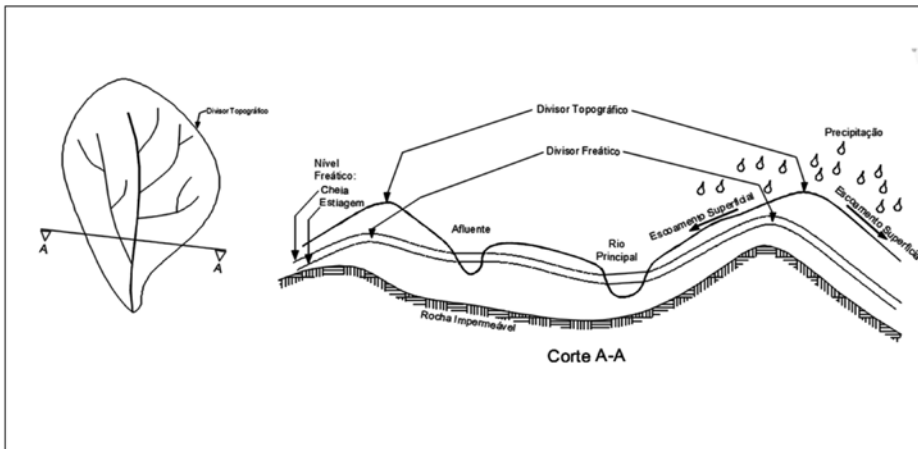 Divisor Topográfico
A
A
Divisor Topográfico
Precipitação
Divisor Freático
Nível
Freático:
Cheia
Estiagem
Afluente
Rio
Principal
Escoamento Superficial
Escoamento Superficial
Rocha Impermeável
Corte A-A